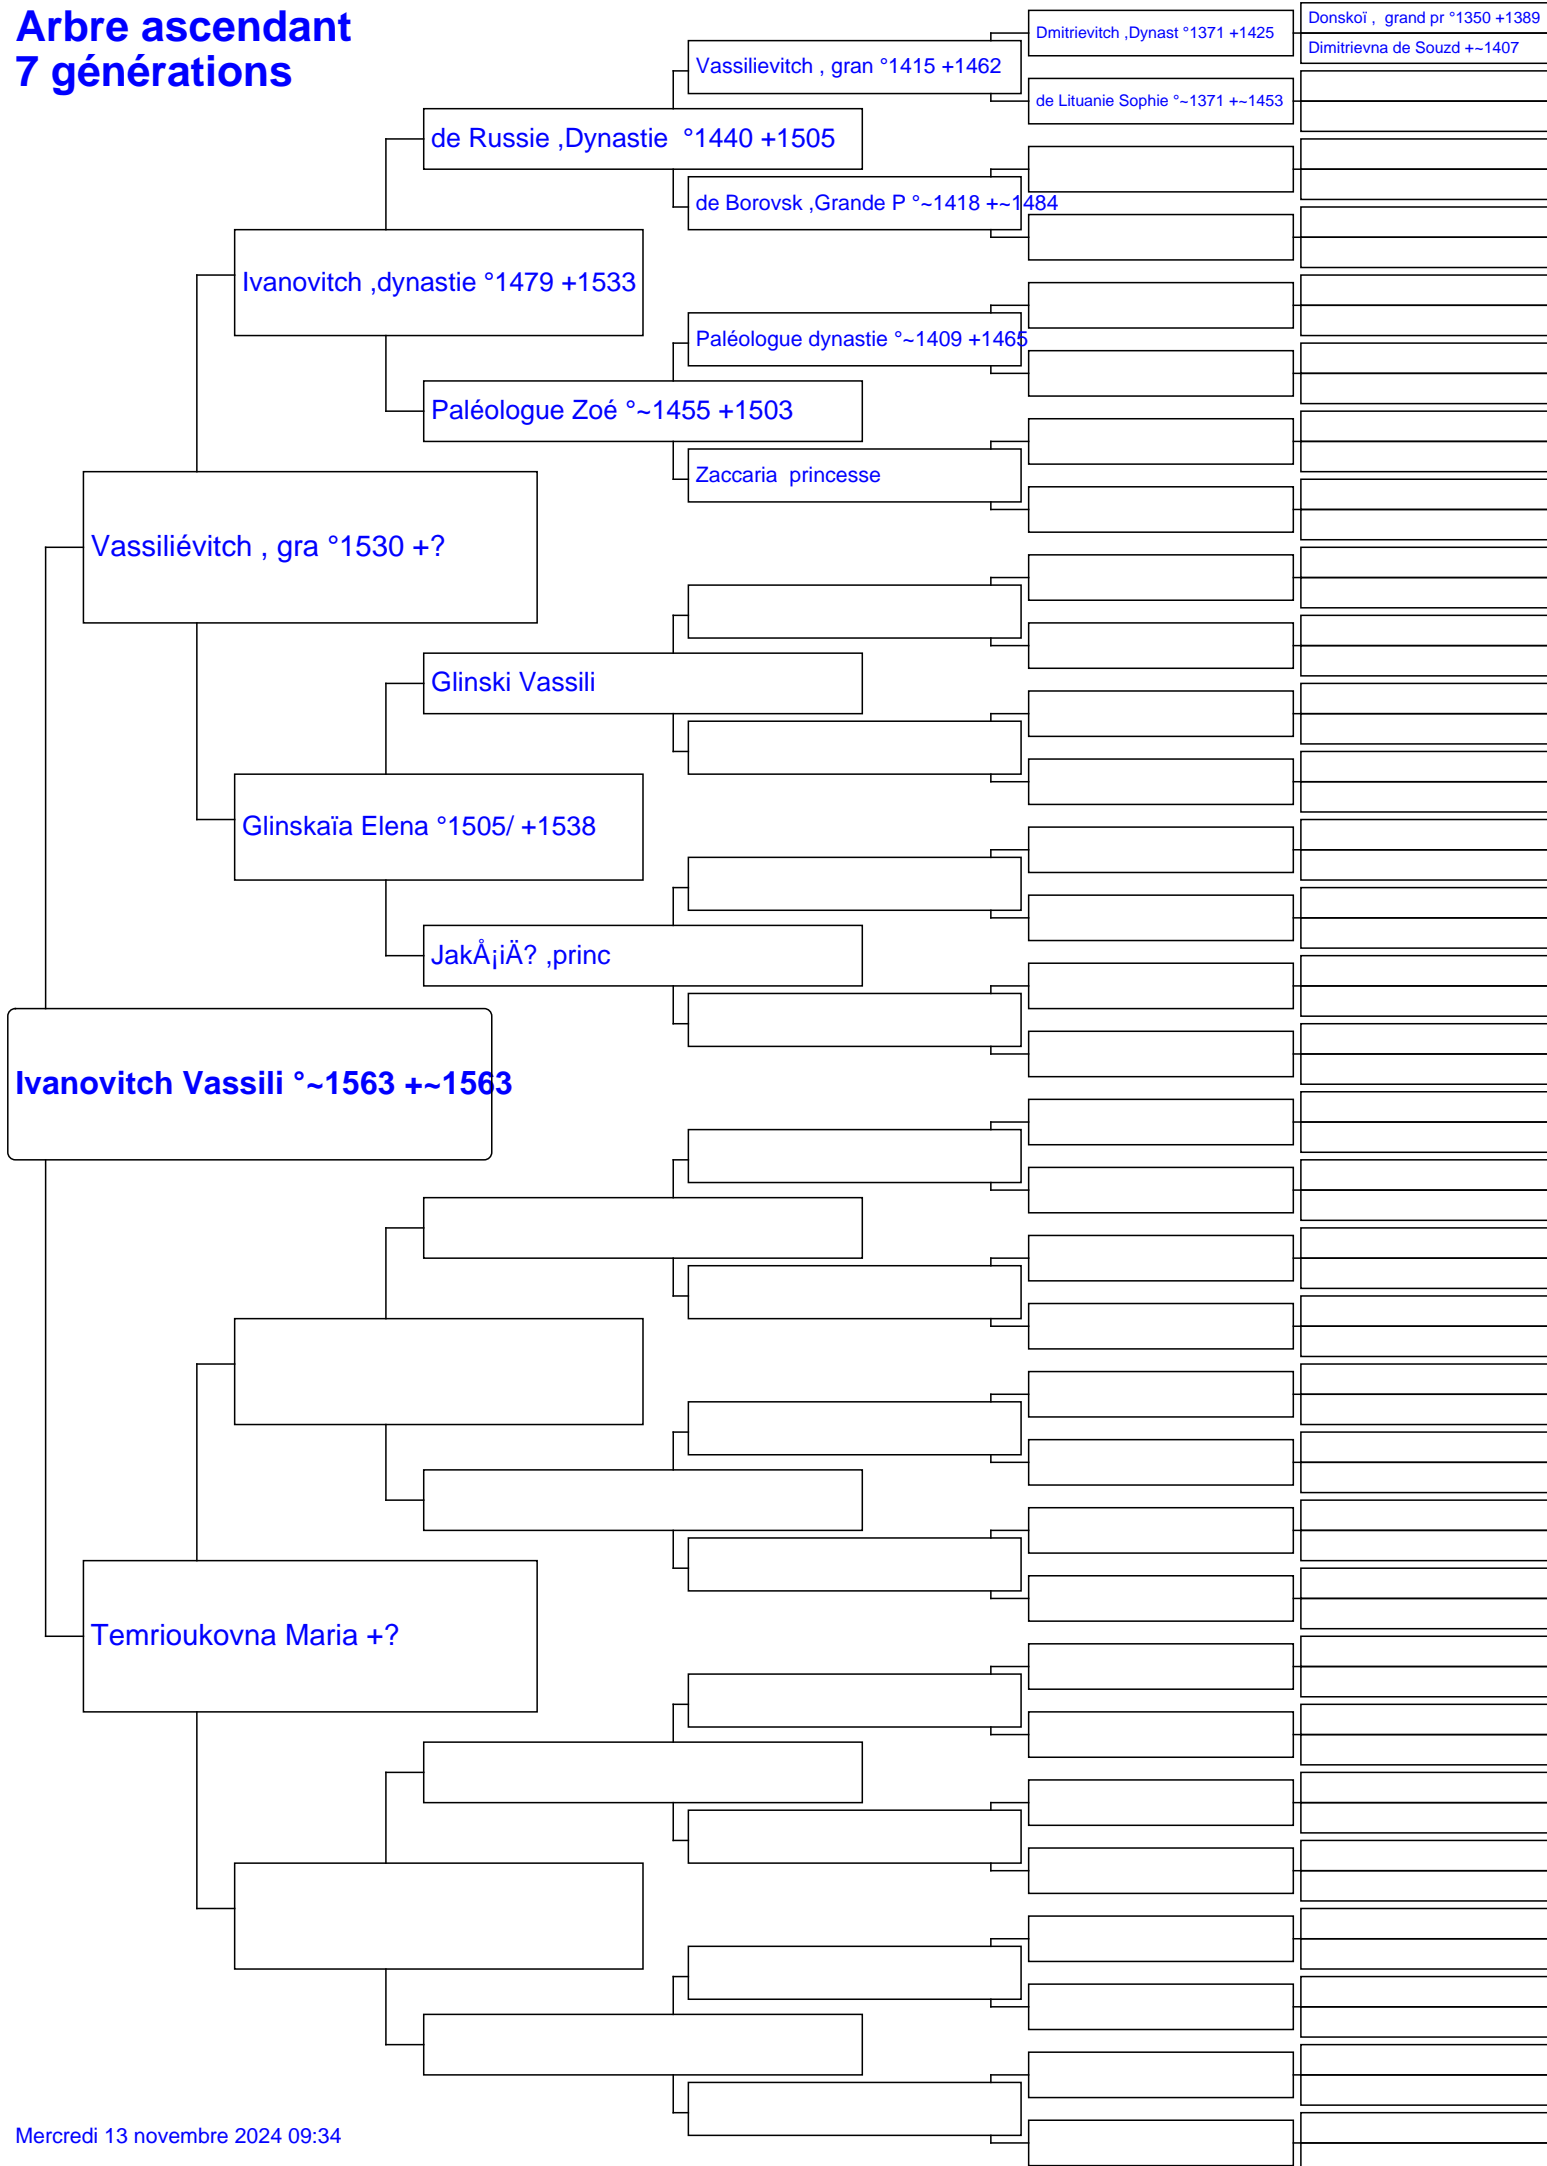 Arbre ascendant
7 générations
Donskoï , grand pr °1350 +1389
Dmitrievitch ,Dynast °1371 +1425
Dimitrievna de Souzd +~1407
Vassilievitch , gran °1415 +1462
de Lituanie Sophie °~1371 +~1453
de Russie ,Dynastie °1440 +1505
de Borovsk ,Grande P °~1418 +~1484
Ivanovitch ,dynastie °1479 +1533
Paléologue dynastie °~1409 +1465
Paléologue Zoé °~1455 +1503
Zaccaria princesse
Vassiliévitch , gra °1530 +?
Glinski Vassili
Glinskaïa Elena °1505/ +1538
JakÅ¡iÄ? ,princ
Ivanovitch Vassili °~1563 +~1563
Temrioukovna Maria +?
Mercredi 13 novembre 2024 09:34